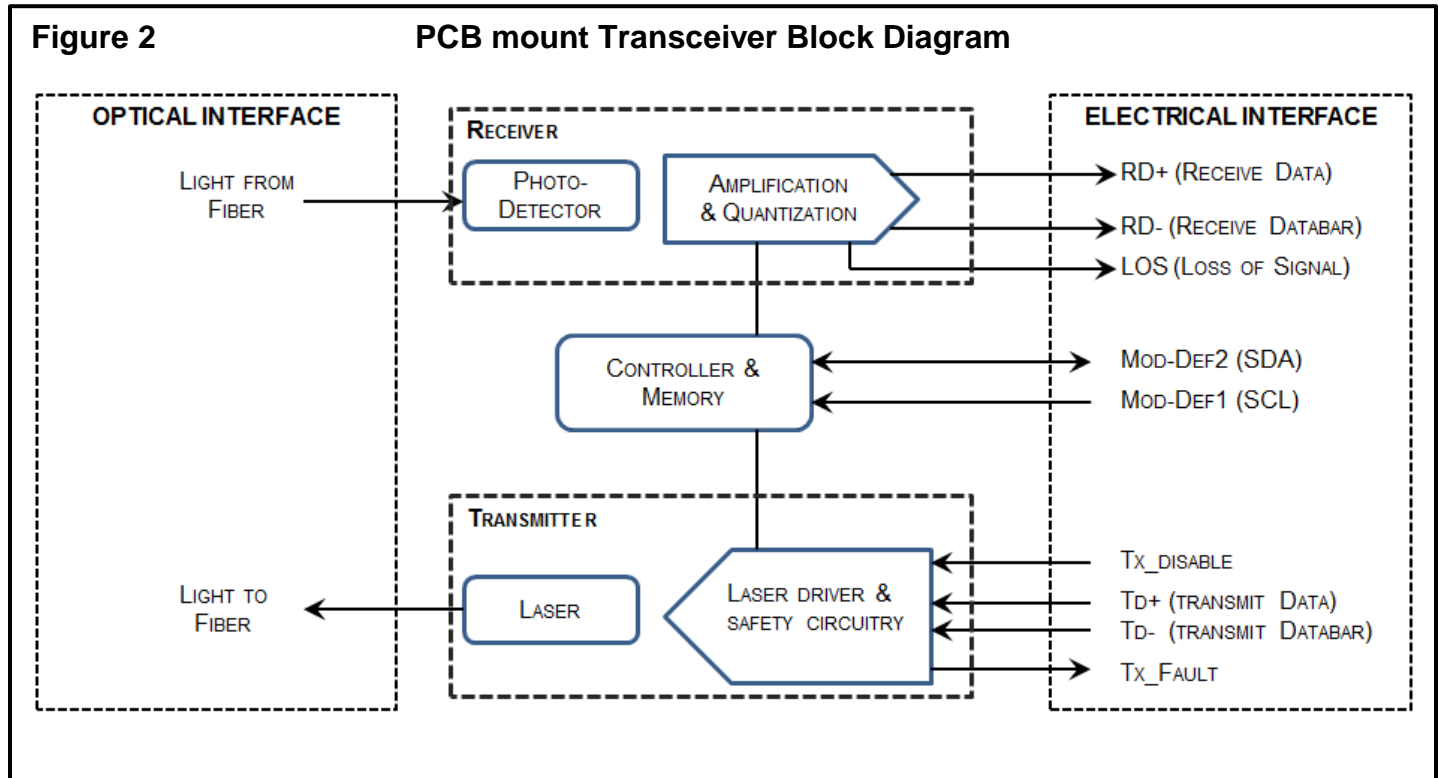 Figure 2 PCB mount Transceiver Block Diagram
OPTICAL INTERFACE
LIGHT FROM
FIBER
LIGHT TO
FIBER
RECEIVER
PHOTO-
DETECTOR
AMPLIFICATION
& QUANTIZATION
CONTROLLER &
MEMORY
TRANSMITTER
LASER
LASER DRIVER &
SAFETY CIRCUITRY
ELECTRICAL INTERFACE
RD+ (RECEIVE DATA)
RD- (RECEIVE DATABAR)
LOS (LOSS OF SIGNAL)
MOD-DEF2 (SDA)
MOD-DEF1 (SCL)
TX_DISABLE
TD+ (TRANSMIT DATA)
TD- (TRANSMIT DATABAR)
TX_FAULT